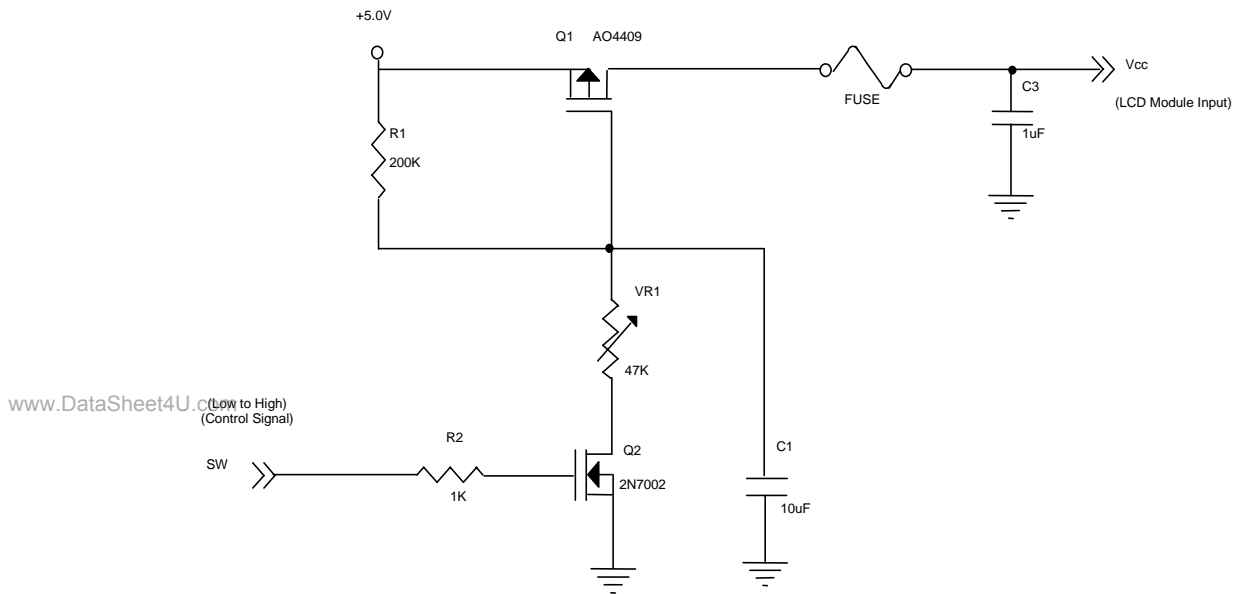 +5.0V
Q1 AO4409
Vcc
C3
FUSE
(LCD Module Input)
R1
1uF
200K
VR1
47K
www.DataSheet4U.com
(Low to High)
(Control Signal)
R2
Q2
C1
SW
2N7002
1K
10uF